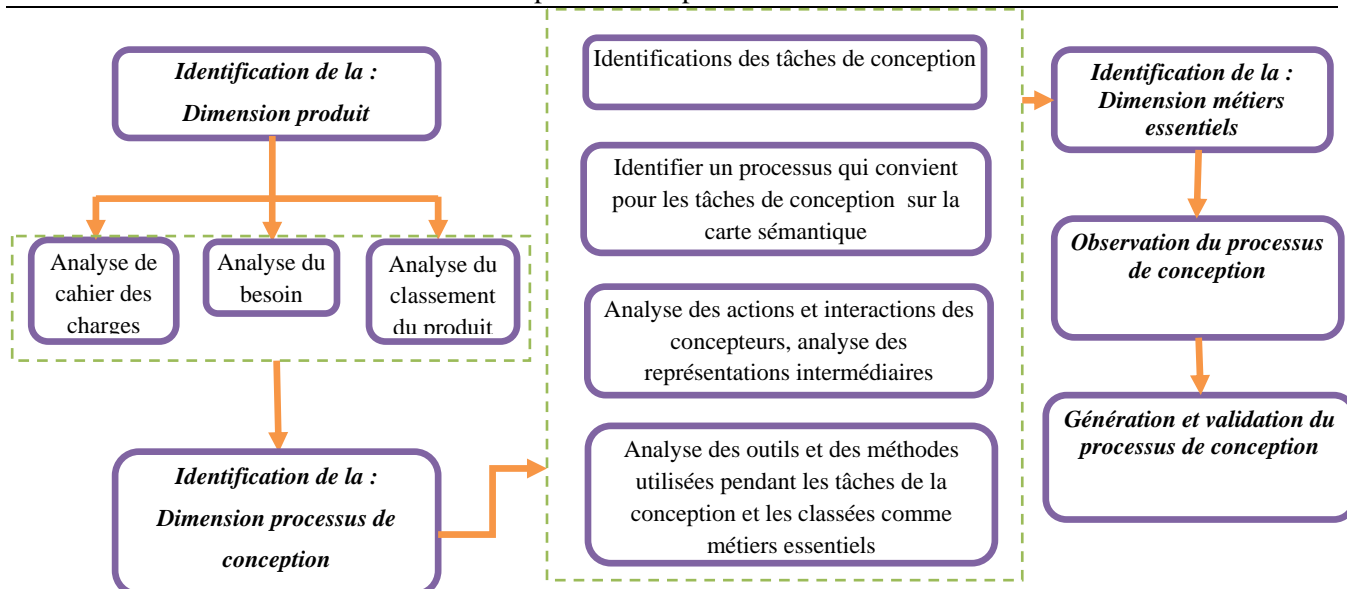 Identification de la :
Dimension produit
Analyse de
cahier des
charges
Analyse du
besoin
Analyse du
classement
du produit
Identification de la :
Dimension processus de
conception
Identifications des tâches de conception
Identifier un processus qui convient
pour les tâches de conception sur la
carte sémantique
Analyse des actions et interactions des
concepteurs, analyse des
représentations intermédiaires
Analyse des outils et des méthodes
utilisées pendant les tâches de la
conception et les classées comme
métiers essentiels
Identification de la :
Dimension métiers
essentiels
Observation du processus
de conception
Génération et validation du
processus de conception